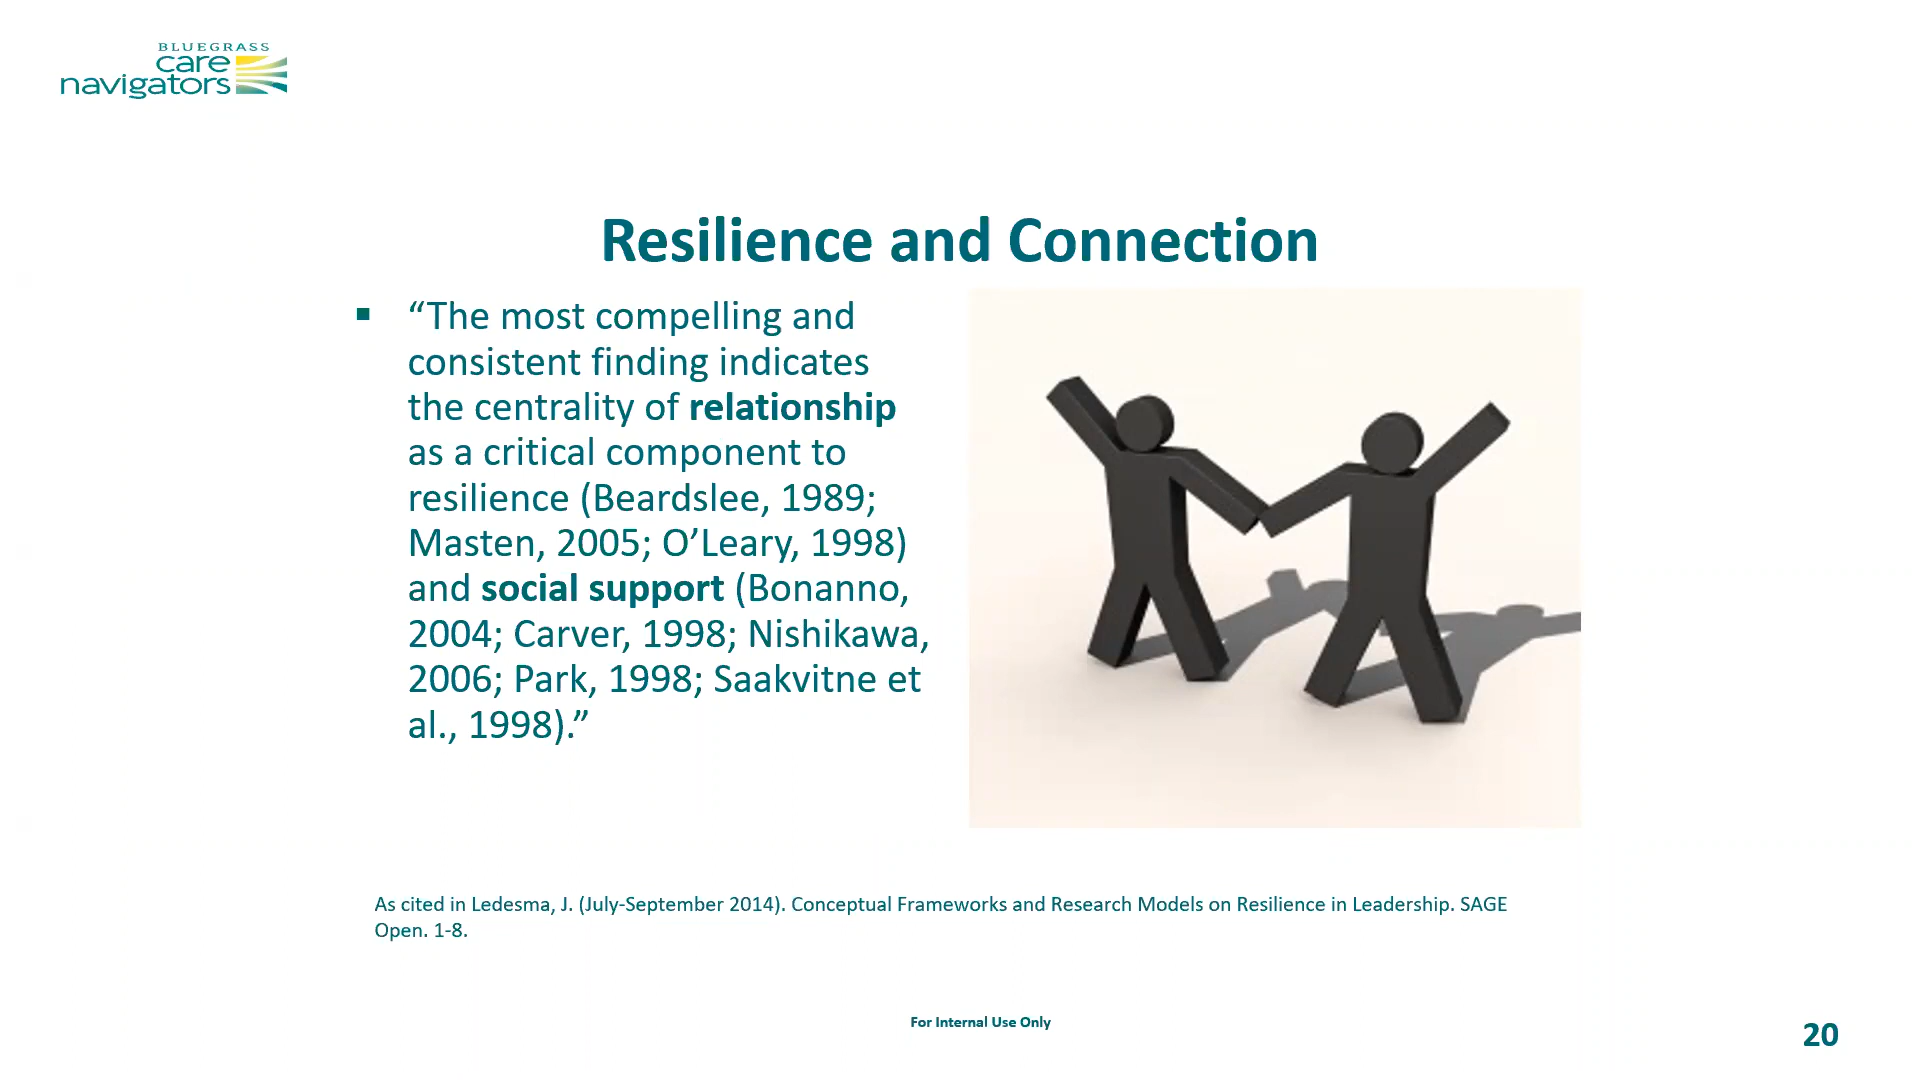 BLUEGRASS
care
navigators
Resilience and Connection
▪ “The most compelling and
consistent finding indicates
the centrality of relationship
as a critical component to
resilience (Beardslee, 1989;
Masten, 2005; O’Leary, 1998)
and social support (Bonanno,
2004; Carver, 1998; Nishikawa,
2006; Park, 1998; Saakvitne et
al., 1998).”
As cited in Ledesma, J. (July-September 2014). Conceptual Frameworks and Research Models on Resilience in Leadership. SAGE
Open. 1-8.
For Internal Use Only
20